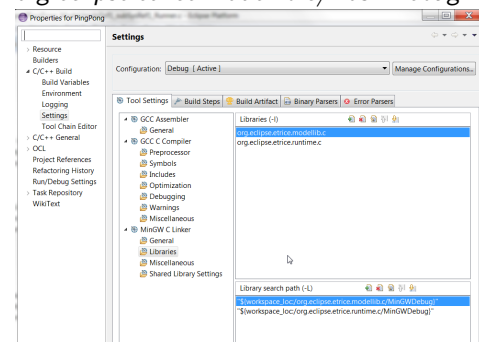 Properties for PingPong
Settings
Resource
Builders
C/C++ Build
Build Variables
Environment
Logging
Settings
Tool Chain Editor
C/C++ General
OCL
Project References
Refactoring History
Run/Debug Settings
Task Repository
WikiText
Configuration: Debug [ Active ]
Manage Configurations...
Tool Settings Build Steps Build Artifact Binary Parsers Error Parsers
GCC Assembler
General
GCC C Compiler
Preprocessor
Symbols
Includes
Optimization
Debugging
Warnings
Miscellaneous
MinGW C Linker
General
Libraries
Miscellaneous
Shared Library Settings
Libraries (-l)
org.eclipse.etrice.modellib.c
org.eclipse.etrice.runtime.c
Library search path (-L)
"${workspace_loc:/org.eclipse.etrice.modellib.c/MinGWDebug}"
"${workspace_loc:/org.eclipse.etrice.runtime.c/MinGWDebug}"